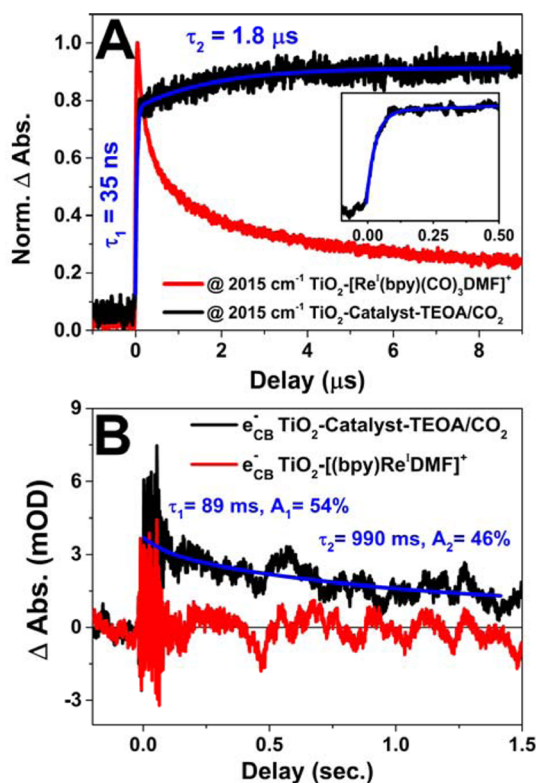 A
τ₂ = 1.8 μs
τ₁ = 35 ns
Norm. Δ Abs.
1.0
0.8
0.6
0.4
0.2
0.0
0.00 0.25 0.50
@ 2015 cm⁻¹ TiO₂-[Reᴵ(bpy)(CO)₃DMF]⁺
@ 2015 cm⁻¹ TiO₂-Catalyst-TEOA/CO₂
0 2 4 6 8
Delay (μs)
B
e⁻CB TiO₂-Catalyst-TEOA/CO₂
e⁻CB TiO₂-[(bpy)ReᴵDMF]⁺
τ₁= 89 ms, A₁= 54%
τ₂= 990 ms, A₂= 46%
Δ Abs. (mOD)
9
6
3
0
-3
0.0 0.5 1.0 1.5
Delay (sec.)